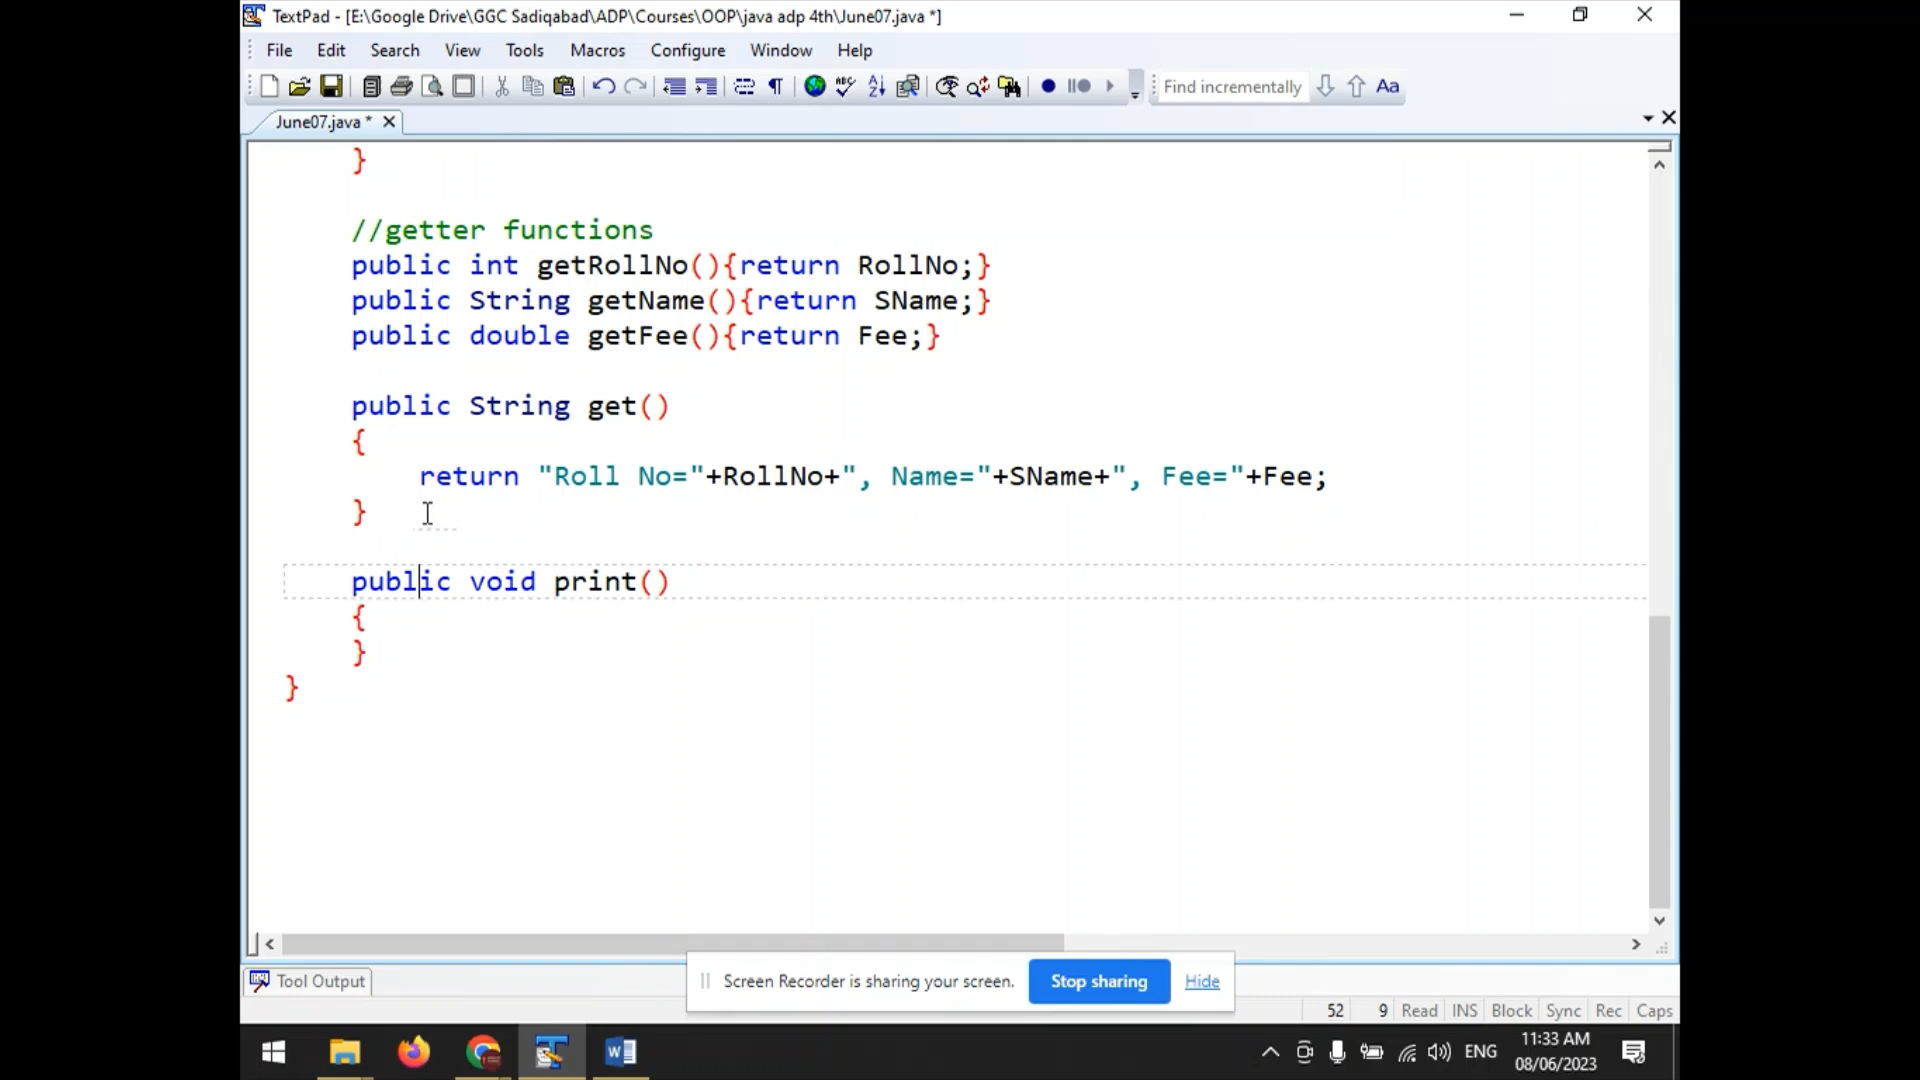 TextPad - [E:\Google Drive\GGC Sadiqabad\ADP\Courses\OOP\java adp 4th\June07.java *]
File Edit Search View Tools Macros Configure Window Help
Find incrementally Aa
June07.java *
}
//getter functions
public int getRollNo(){return RollNo;}
public String getName(){return SName;}
public double getFee(){return Fee;}
public String get()
{
return "Roll No="+RollNo+", Name="+SName+", Fee="+Fee;
}
public void print()
{
}
}
Tool Output
Screen Recorder is sharing your screen. Stop sharing Hide
52 9 Read INS Block Sync Rec Caps
ENG 11:33 AM
08/06/2023